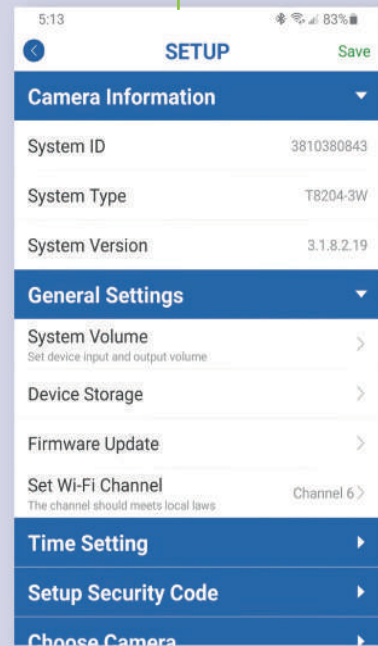 5:13 83%
SETUP Save
Camera Information
System ID 3810380843
System Type T8204-3W
System Version 3.1.8.2.19
General Settings
System Volume
Set device input and output volume
Device Storage
Firmware Update
Set Wi-Fi Channel Channel 6
The channel should meets local laws
Time Setting
Setup Security Code
Choose Camera